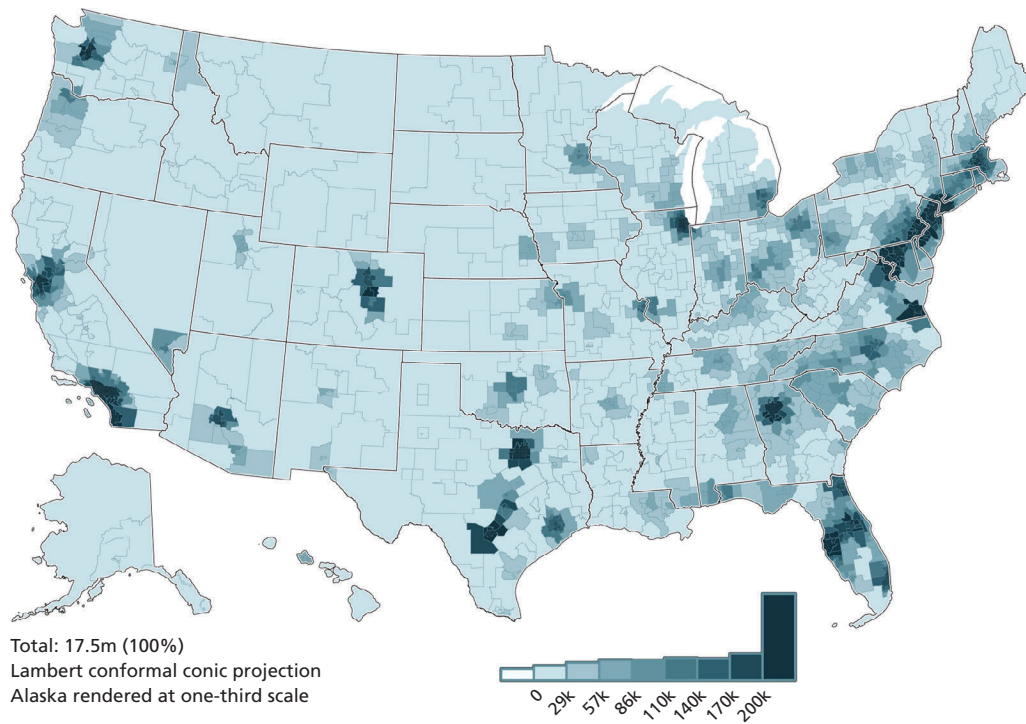 Total: 17.5m (100%)
Lambert conformal conic projection
Alaska rendered at one-third scale
0
29k
57k
86k
110k
140k
170k
200k